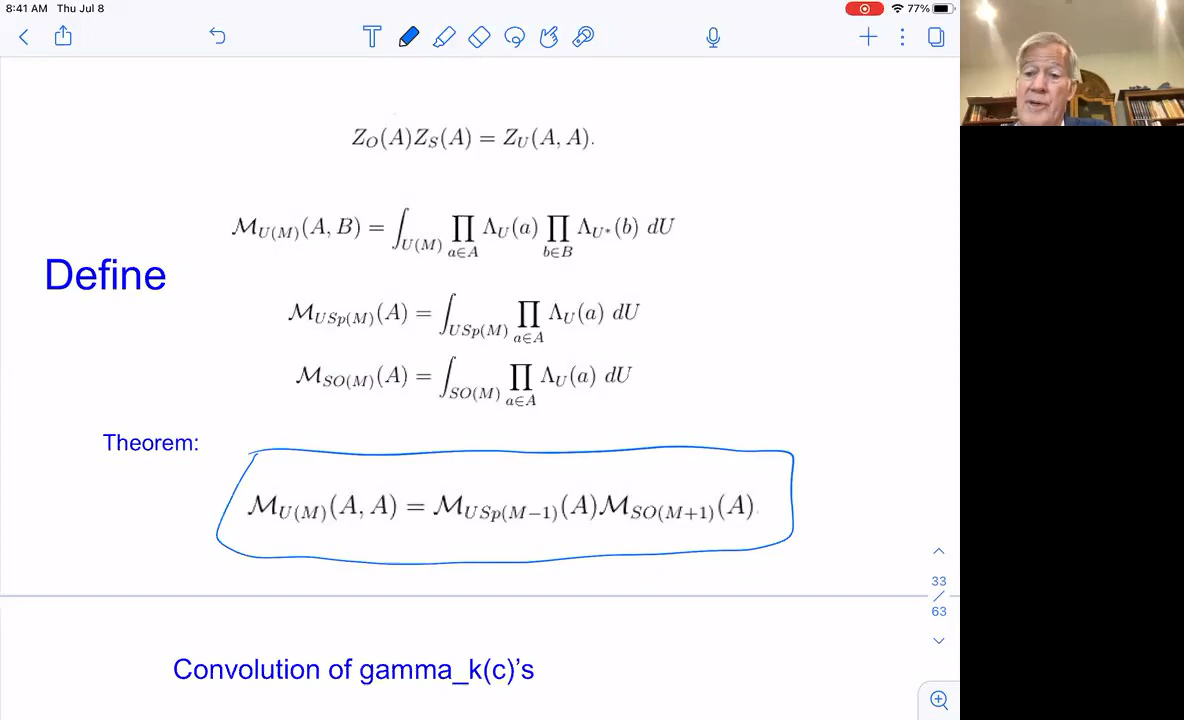 8:41 AM Thu Jul 8
77%
Z_O(A)Z_S(A) = Z_U(A, A).
M_{U(M)}(A, B) = ∫_{U(M)} ∏_{a∈A} Λ_U(a) ∏_{b∈B} Λ_{U*}(b) dU
Define
M_{USp(M)}(A) = ∫_{USp(M)} ∏_{a∈A} Λ_U(a) dU
M_{SO(M)}(A) = ∫_{SO(M)} ∏_{a∈A} Λ_U(a) dU
Theorem:
M_{U(M)}(A, A) = M_{USp(M−1)}(A)M_{SO(M+1)}(A).
33
/
63
Convolution of gamma_k(c)'s